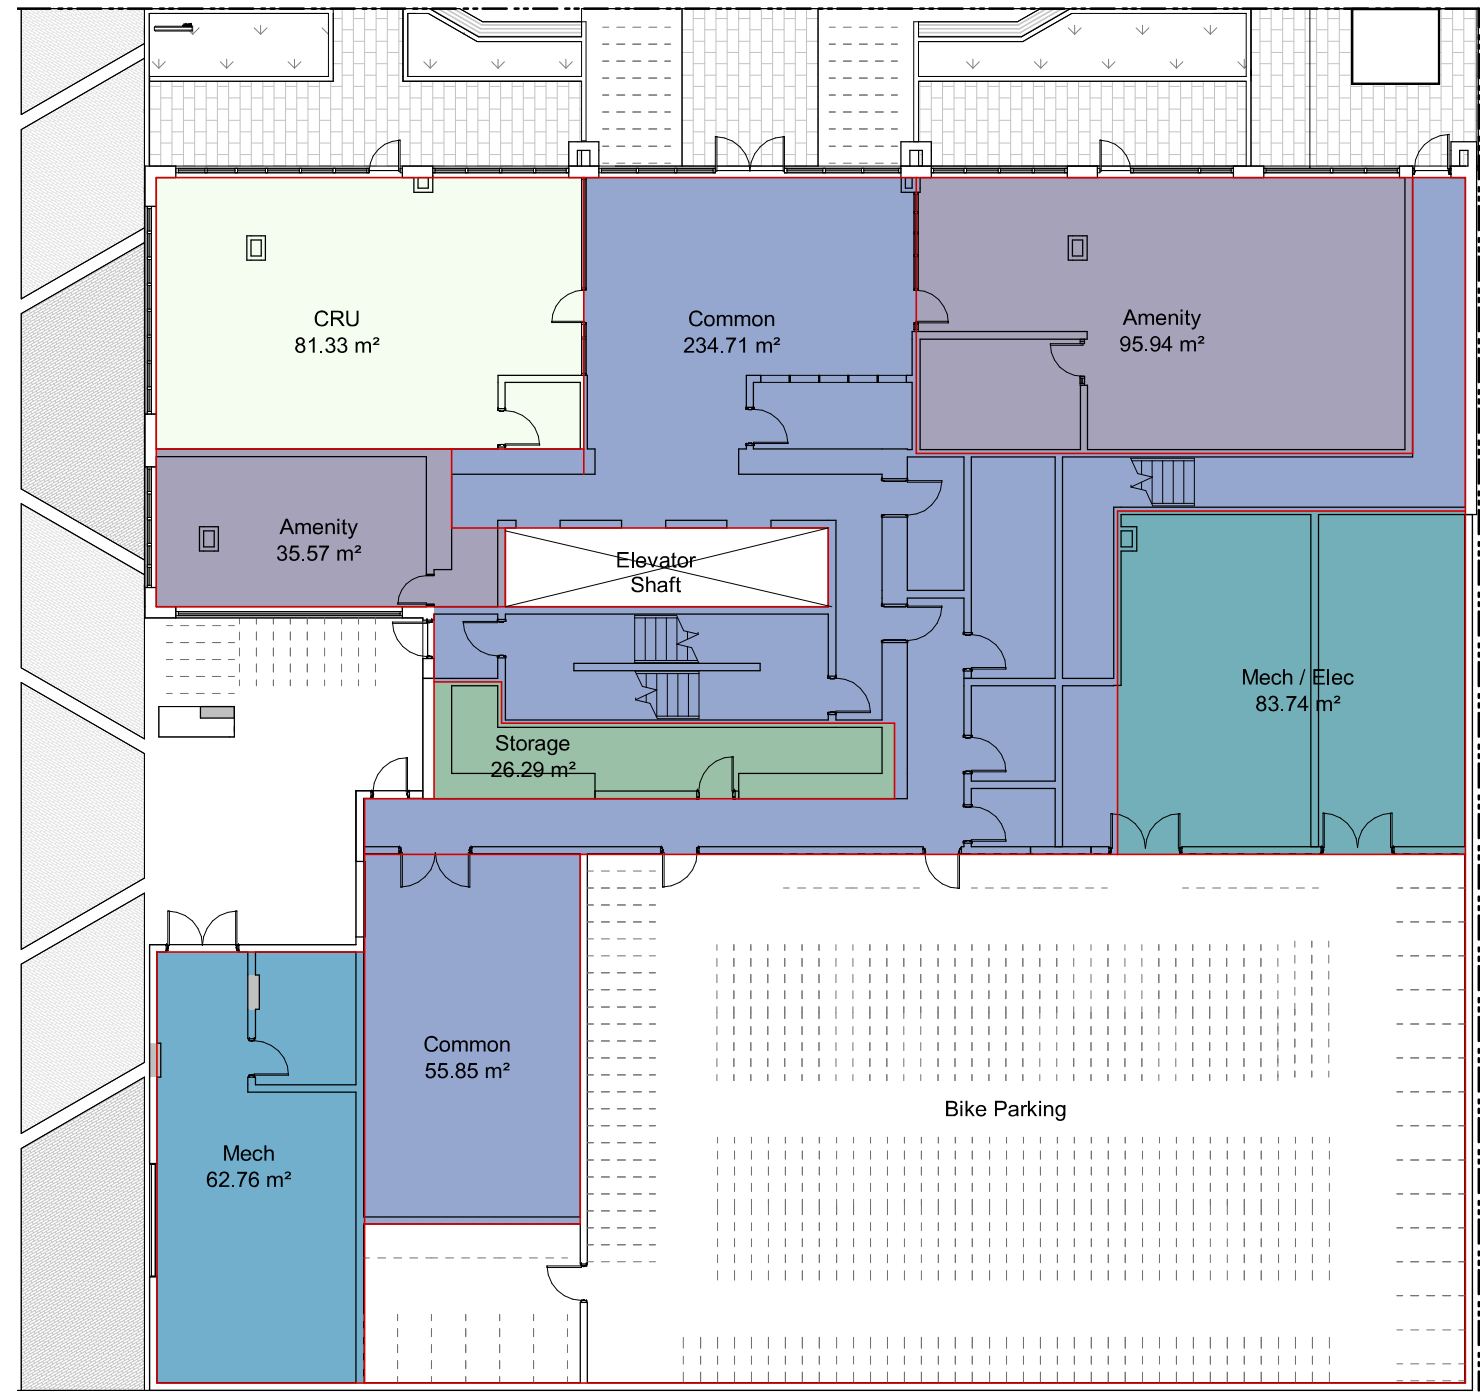 CRU
81.33 m²
Common
234.71 m²
Amenity
95.94 m²
Amenity
35.57 m²
Elevator
Shaft
Mech / Elec
83.74 m²
Storage
26.29 m²
Common
55.85 m²
Bike Parking
Mech
62.76 m²